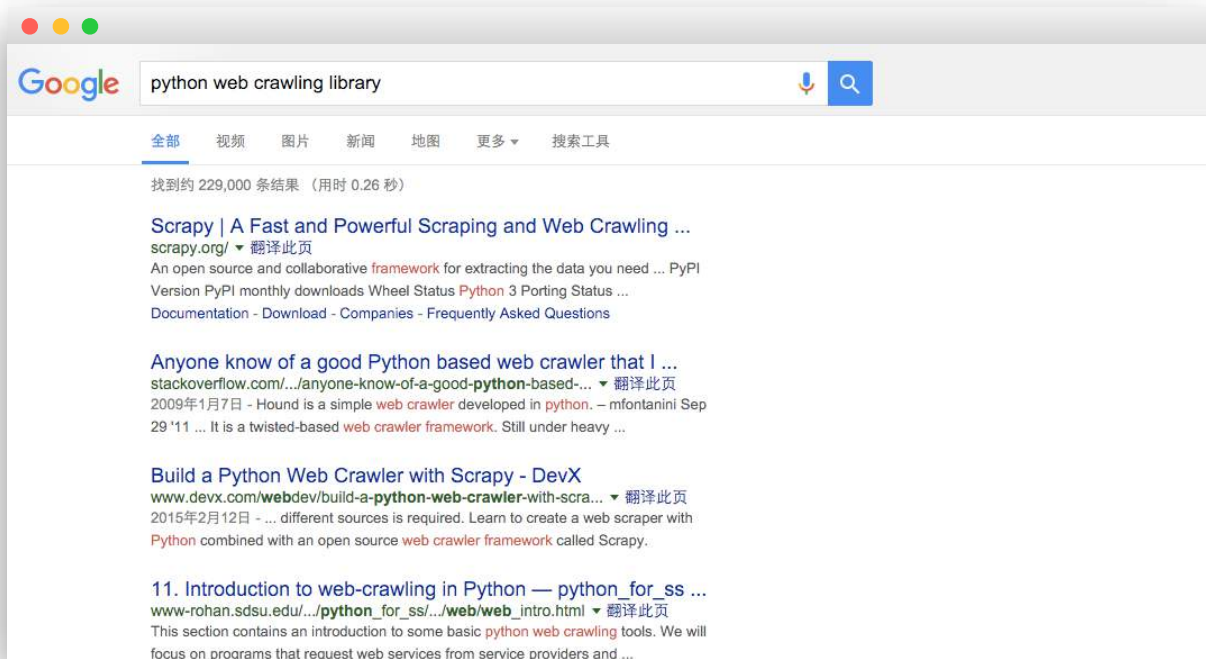 Google python web crawling library
全部 视频 图片 新闻 地图 更多 搜索工具
找到约 229,000 条结果 （用时 0.26 秒）
Scrapy | A Fast and Powerful Scraping and Web Crawling ...
scrapy.org/ 翻译此页
An open source and collaborative framework for extracting the data you need ... PyPI
Version PyPI monthly downloads Wheel Status Python 3 Porting Status ...
Documentation - Download - Companies - Frequently Asked Questions
Anyone know of a good Python based web crawler that I ...
stackoverflow.com/.../anyone-know-of-a-good-python-based-... 翻译此页
2009年1月7日 - Hound is a simple web crawler developed in python. – mfontanini Sep
29 '11 ... It is a twisted-based web crawler framework. Still under heavy ...
Build a Python Web Crawler with Scrapy - DevX
www.devx.com/webdev/build-a-python-web-crawler-with-scra... 翻译此页
2015年2月12日 - ... different sources is required. Learn to create a web scraper with
Python combined with an open source web crawler framework called Scrapy.
11. Introduction to web-crawling in Python — python_for_ss ...
www-rohan.sdsu.edu/.../python_for_ss/.../web/web_intro.html 翻译此页
This section contains an introduction to some basic python web crawling tools. We will
focus on programs that request web services from service providers and ...